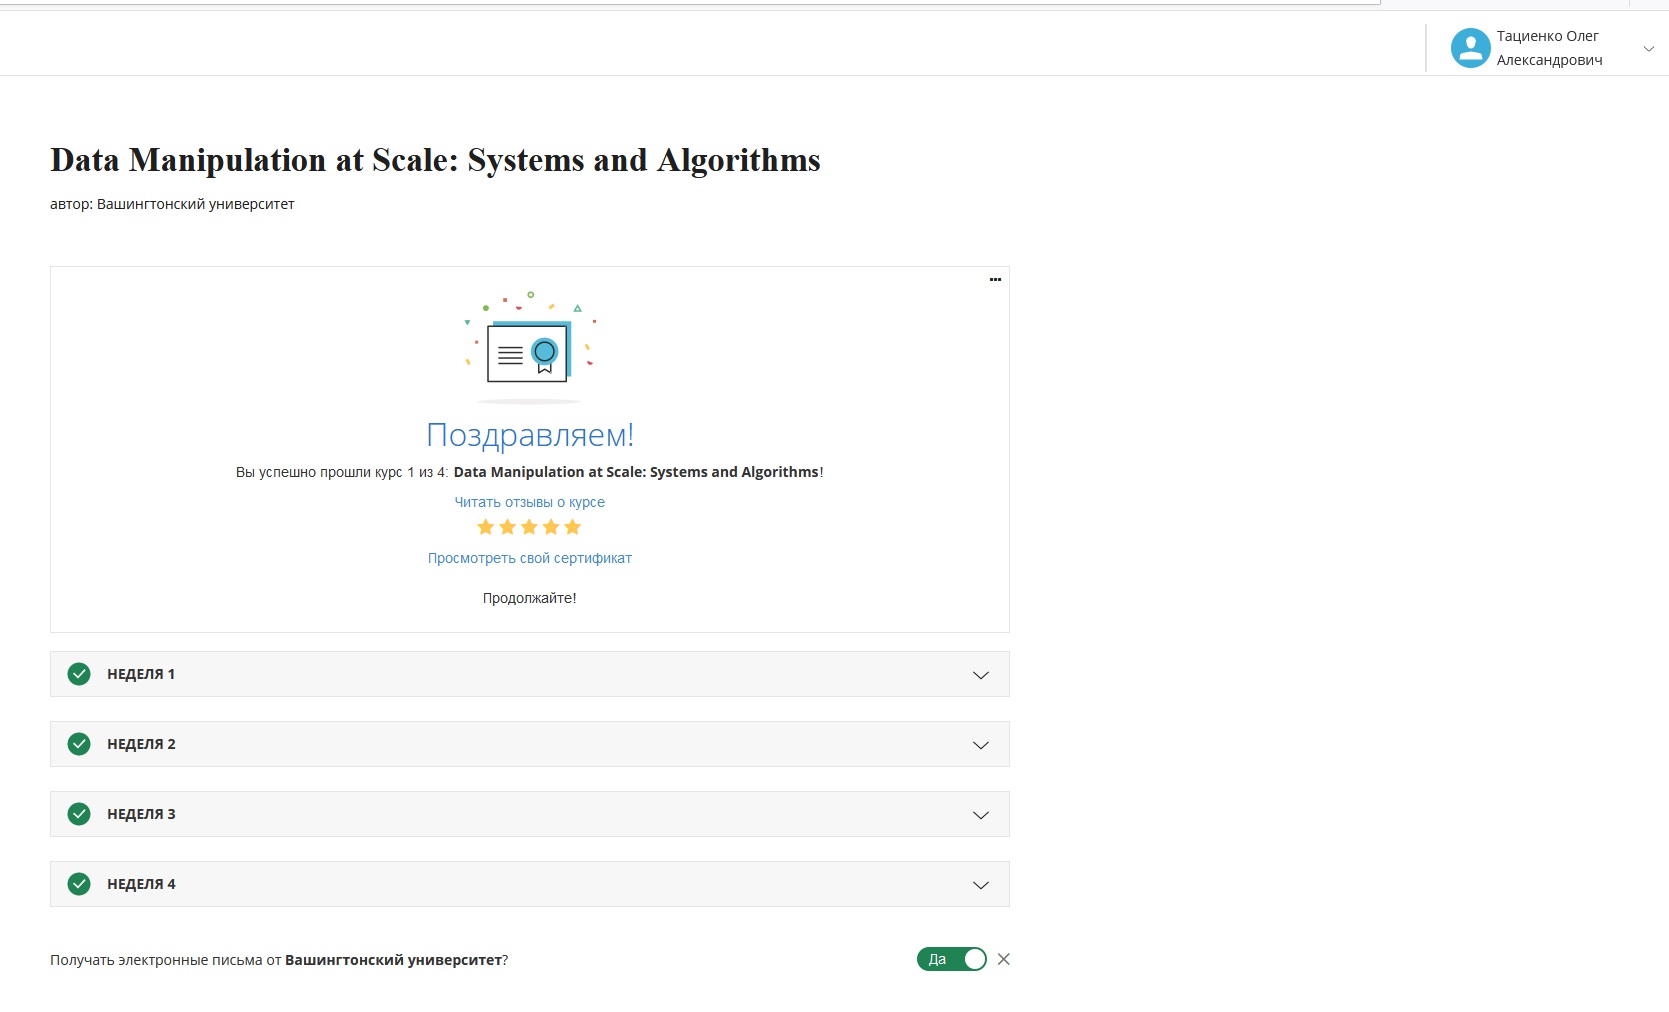 Тациенко Олег
Александрович
Data Manipulation at Scale: Systems and Algorithms
автор: Вашингтонский университет
Поздравляем!
Вы успешно прошли курс 1 из 4: Data Manipulation at Scale: Systems and Algorithms!
Читать отзывы о курсе
Просмотреть свой сертификат
Продолжайте!
НЕДЕЛЯ 1
НЕДЕЛЯ 2
НЕДЕЛЯ 3
НЕДЕЛЯ 4
Получать электронные письма от Вашингтонский университет?
Да